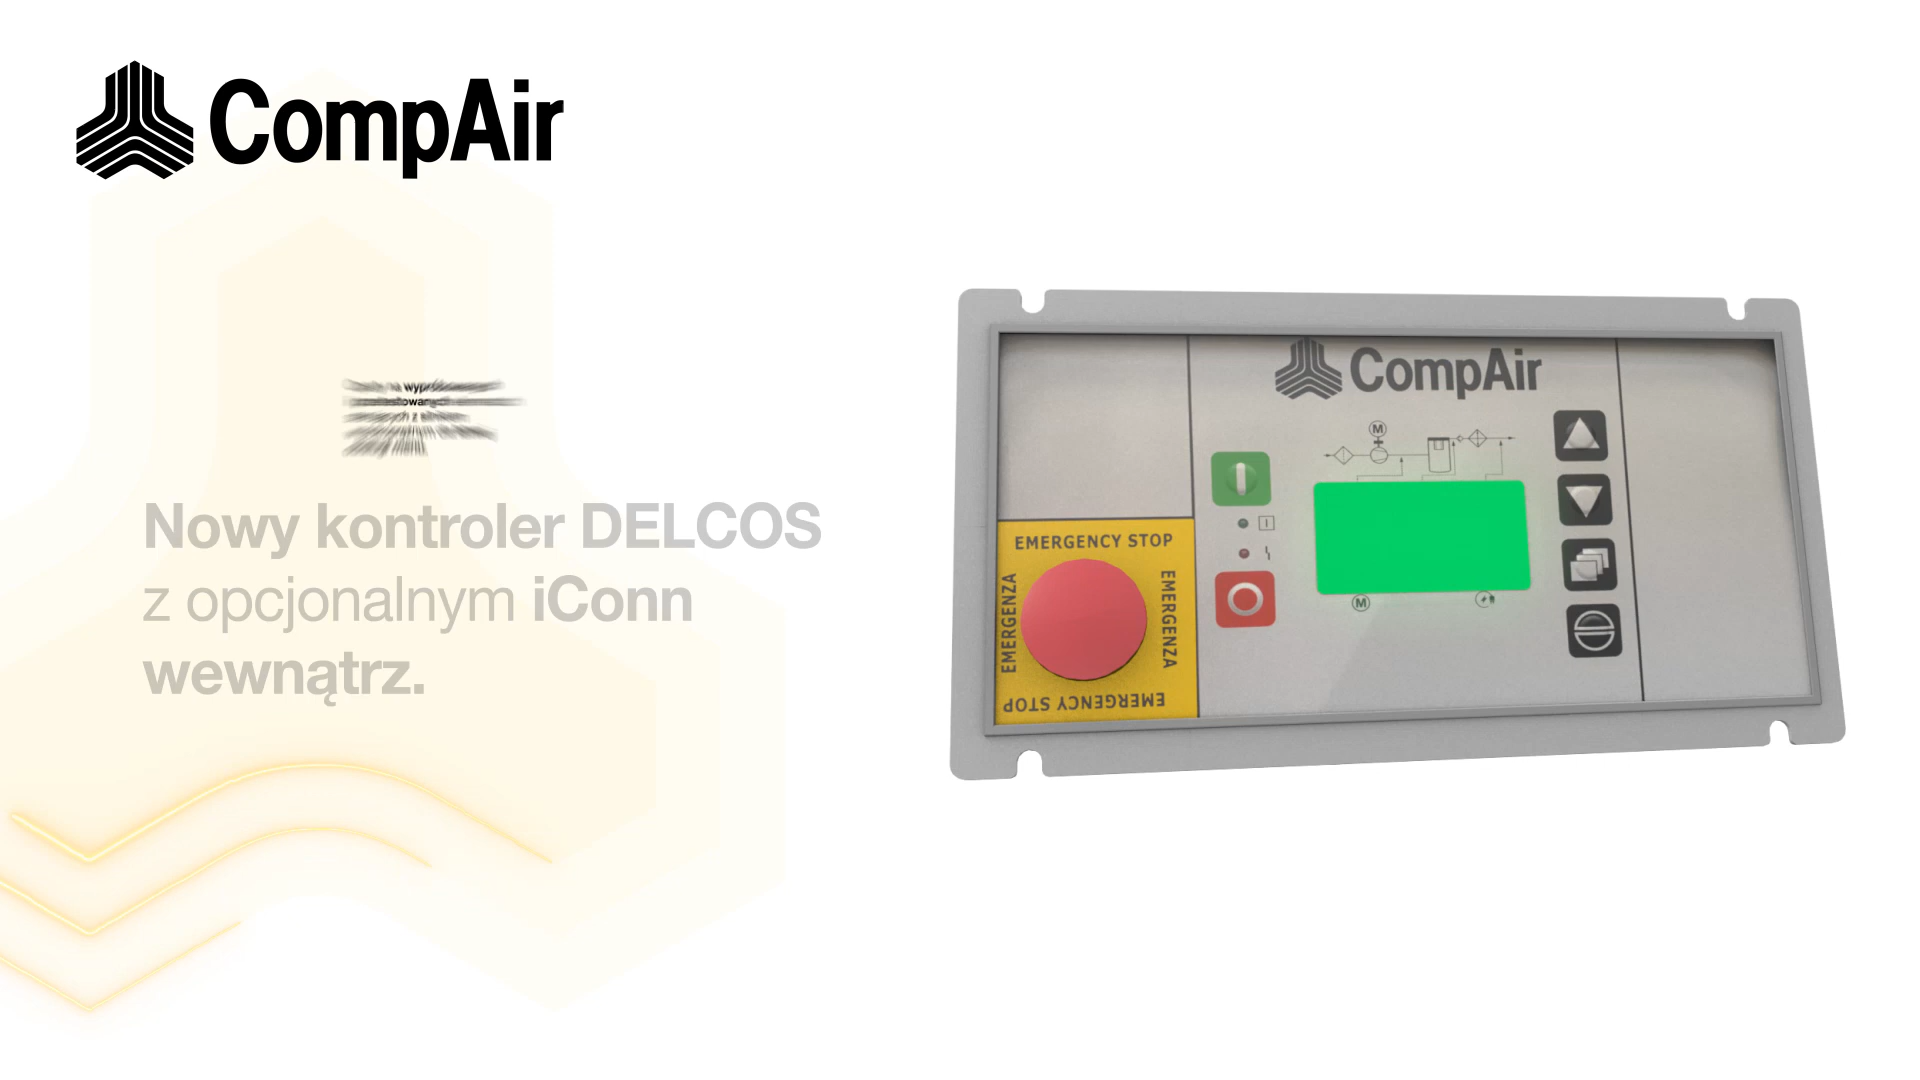 CompAir
Nowy kontroler DELCOS
z opcjonalnym iConn
wewnątrz.
CompAir
M
EMERGENCY STOP
EMERGENZA
EMERGENZA
EMERGENCY STOP
M